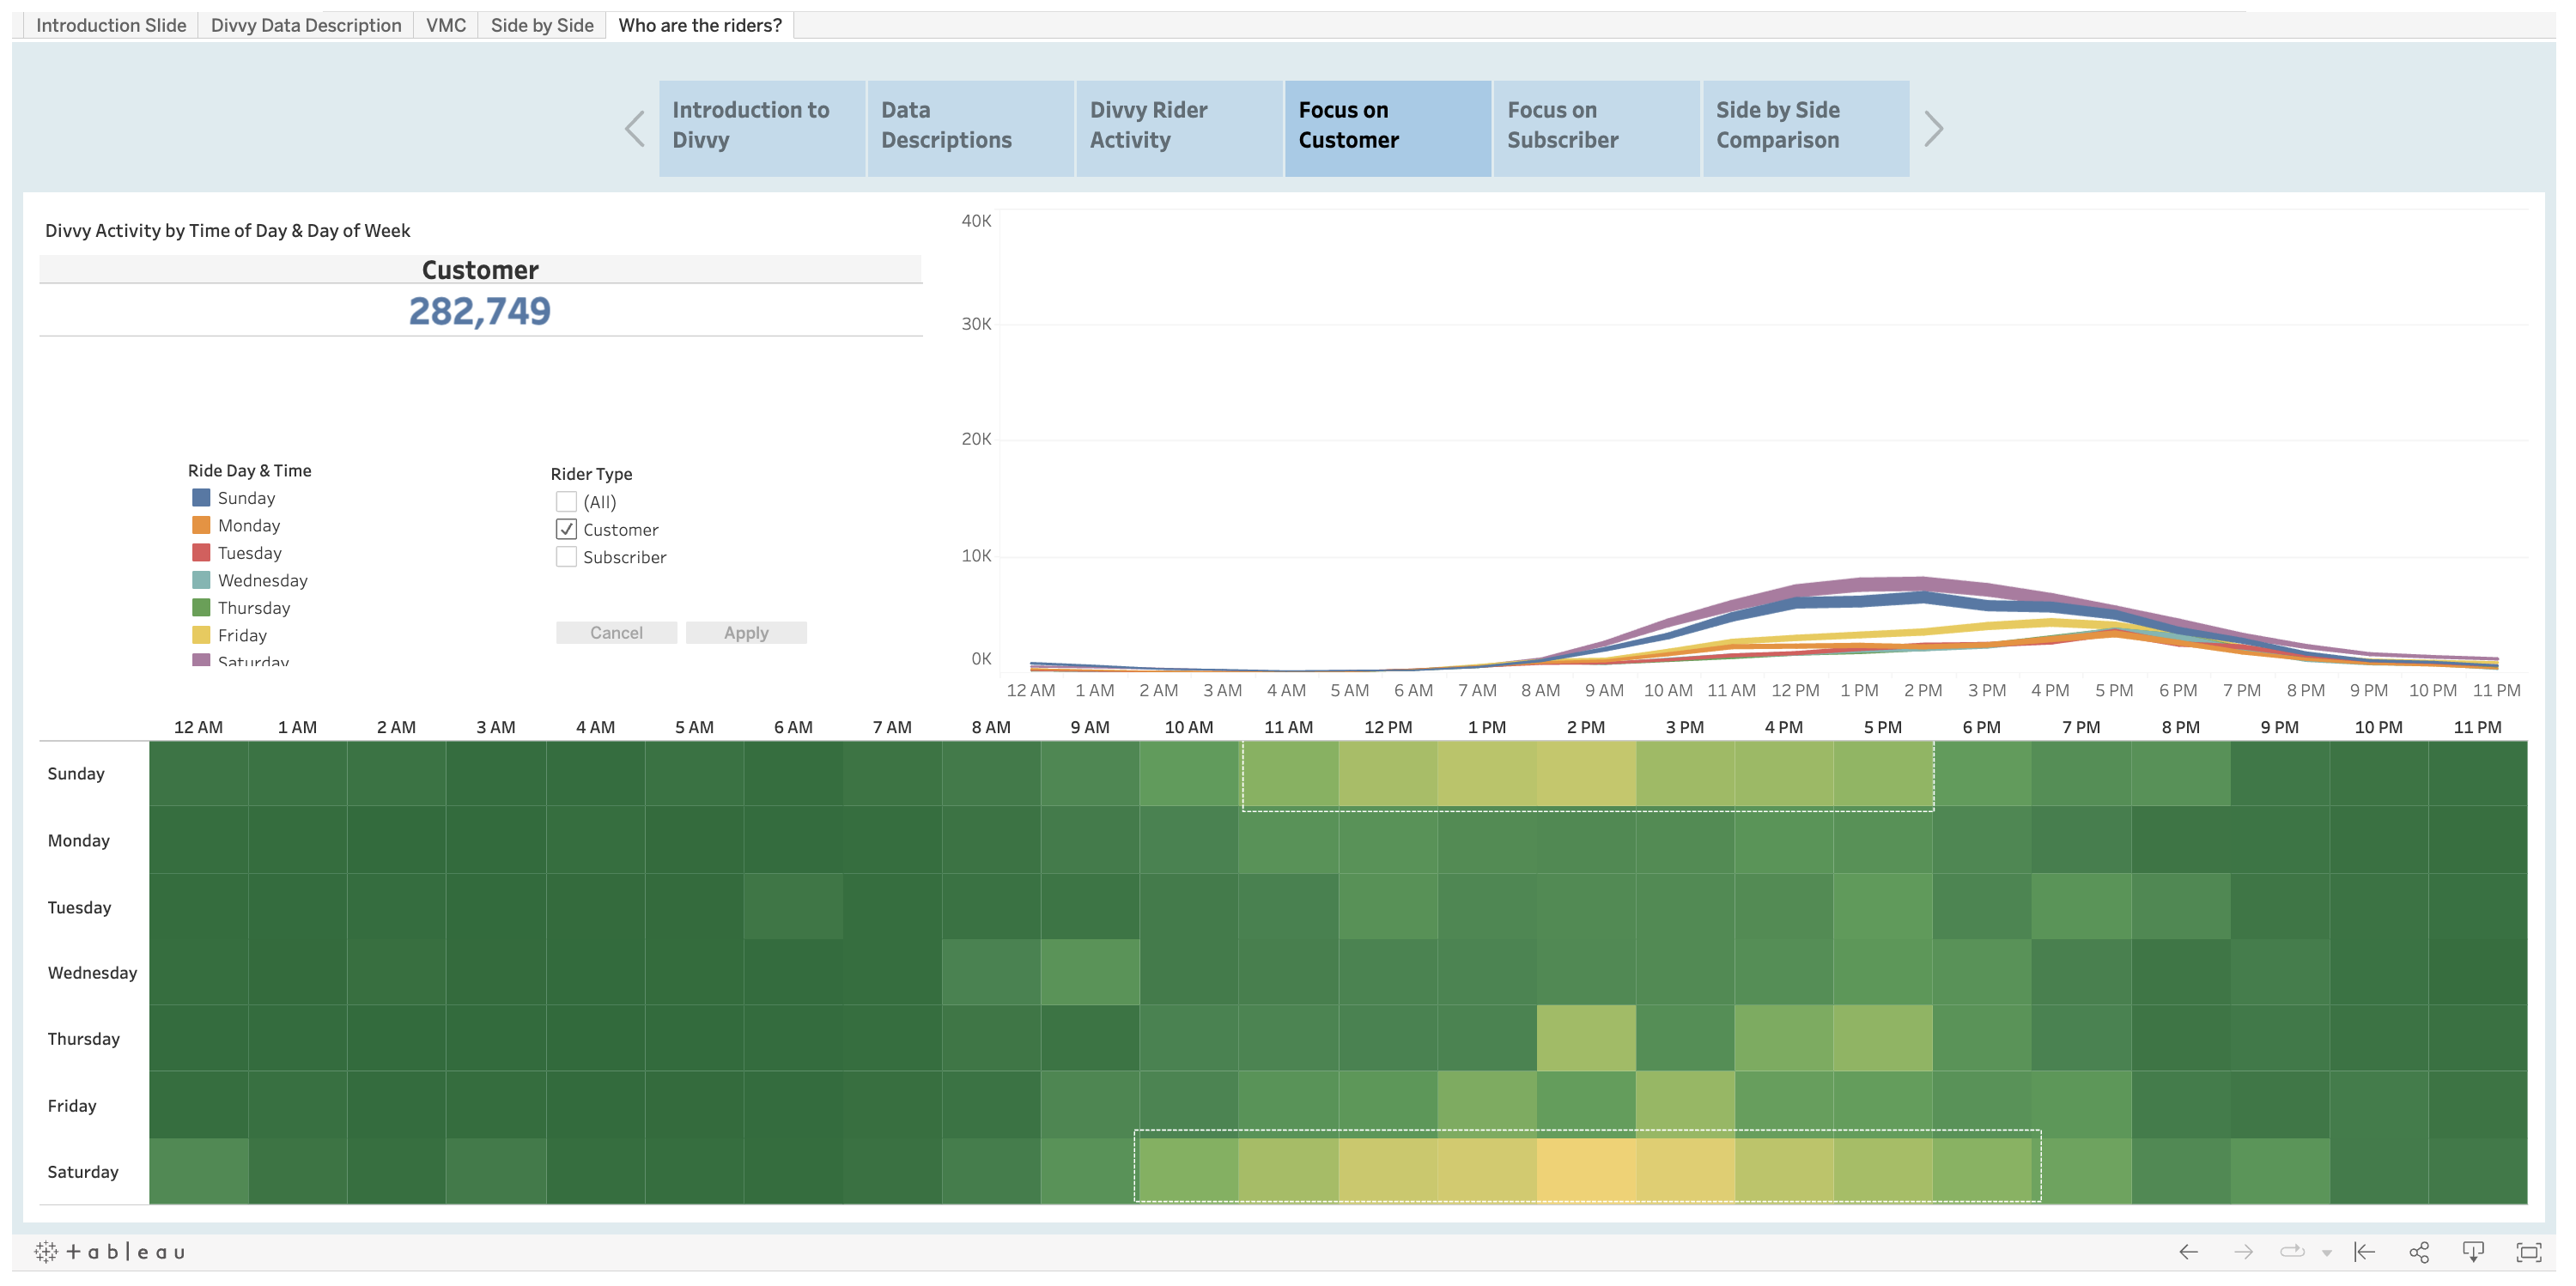 Introduction Slide Divvy Data Description VMC Side by Side Who are the riders?
Introduction to Divvy
Data Descriptions
Divvy Rider Activity
Focus on Customer
Focus on Subscriber
Side by Side Comparison
Divvy Activity by Time of Day & Day of Week
Customer
282,749
Ride Day & Time
Sunday
Monday
Tuesday
Wednesday
Thursday
Friday
Saturday
Rider Type
(All)
Customer
Subscriber
Cancel Apply
40K
30K
20K
10K
0K
12 AM 1 AM 2 AM 3 AM 4 AM 5 AM 6 AM 7 AM 8 AM 9 AM 10 AM 11 AM 12 PM 1 PM 2 PM 3 PM 4 PM 5 PM 6 PM 7 PM 8 PM 9 PM 10 PM 11 PM
12 AM 1 AM 2 AM 3 AM 4 AM 5 AM 6 AM 7 AM 8 AM 9 AM 10 AM 11 AM 12 PM 1 PM 2 PM 3 PM 4 PM 5 PM 6 PM 7 PM 8 PM 9 PM 10 PM 11 PM
Sunday
Monday
Tuesday
Wednesday
Thursday
Friday
Saturday
+ableau